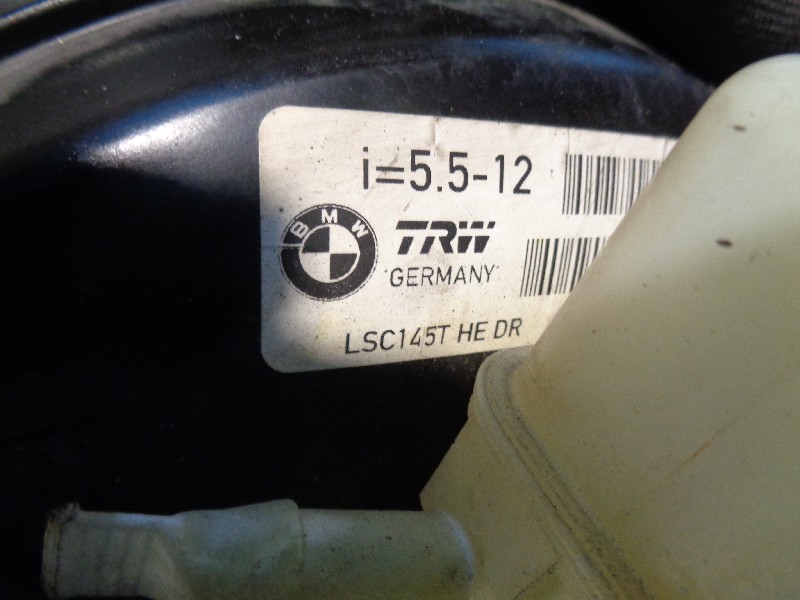 i=5.5-12
BMW
TRW
GERMANY
LSC145T HE DR